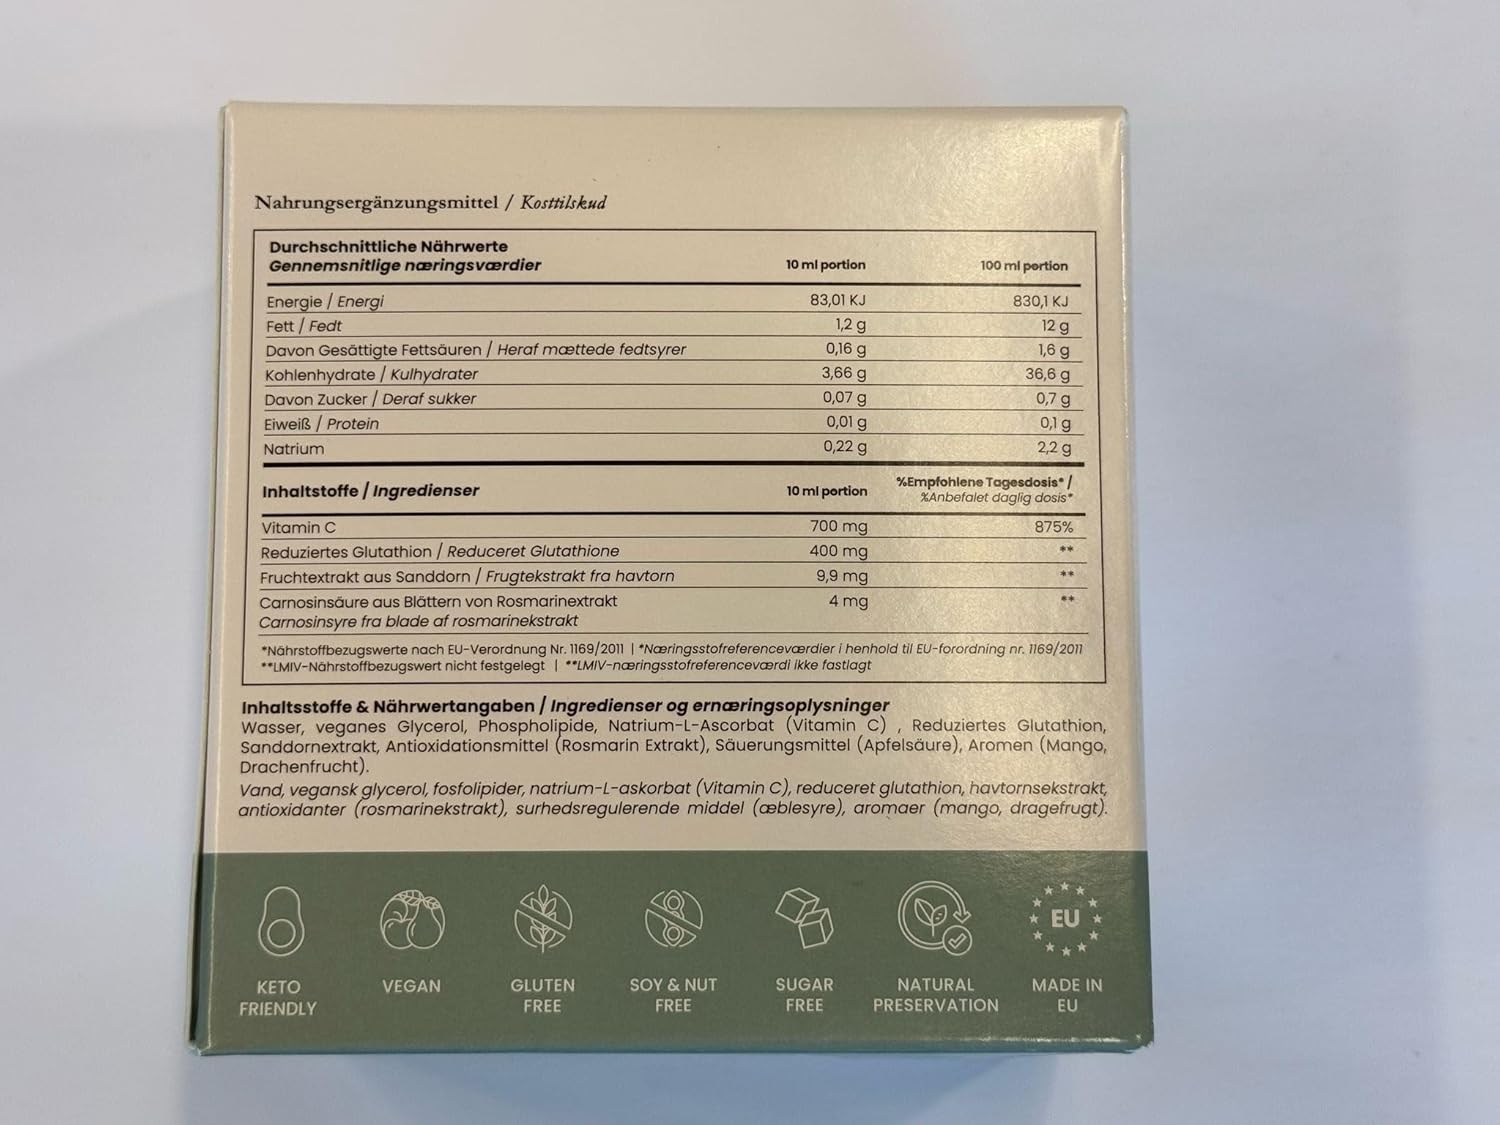 Nahrungsergänzungsmittel / Kosttilskud
Durchschnittliche Nährwerte
Gennemsnitlige næringsværdier 10 ml portion 100 ml portion
Energie / Energi 83,01 KJ 830,1 KJ
Fett / Fedt 1,2 g 12 g
Davon Gesättigte Fettsäuren / Heraf mættede fedtsyrer 0,16 g 1,6 g
Kohlenhydrate / Kulhydrater 3,66 g 36,6 g
Davon Zucker / Deraf sukker 0,07 g 0,7 g
Eiweiß / Protein 0,01 g 0,1 g
Natrium 0,22 g 2,2 g
Inhaltstoffe / Ingredienser 10 ml portion %Empfohlene Tagesdosis* /
%Anbefalet daglig dosis*
Vitamin C 700 mg 875%
Reduziertes Glutathion / Reduceret Glutathione 400 mg **
Fruchtextrakt aus Sanddorn / Frugtekstrakt fra havtorn 9,9 mg **
Carnosinsäure aus Blättern von Rosmarinextrakt 4 mg **
Carnosinsyre fra blade af rosmarinekstrakt
*Nährstoffbezugswerte nach EU-Verordnung Nr. 1169/2011 | *Næringsstofreferenceværdier i henhold til EU-forordning nr. 1169/2011
**LMIV-Nährstoffbezugswert nicht festgelegt | **LMIV-næringsstofreferenceværdi ikke fastlagt
Inhaltsstoffe & Nährwertangaben / Ingredienser og ernæringsoplysninger
Wasser, veganes Glycerol, Phospholipide, Natrium-L-Ascorbat (Vitamin C) , Reduziertes Glutathion,
Sanddornextrakt, Antioxidationsmittel (Rosmarin Extrakt), Säuerungsmittel (Apfelsäure), Aromen (Mango,
Drachenfrucht).
Vand, vegansk glycerol, fosfolipider, natrium-L-askorbat (Vitamin C), reduceret glutathion, havtornsekstrakt,
antioxidanter (rosmarinekstrakt), surhedsregulerende middel (æblesyre), aromaer (mango, dragefrugt).
EU
KETO VEGAN GLUTEN SOY & NUT SUGAR NATURAL MADE IN
FRIENDLY FREE FREE FREE PRESERVATION EU